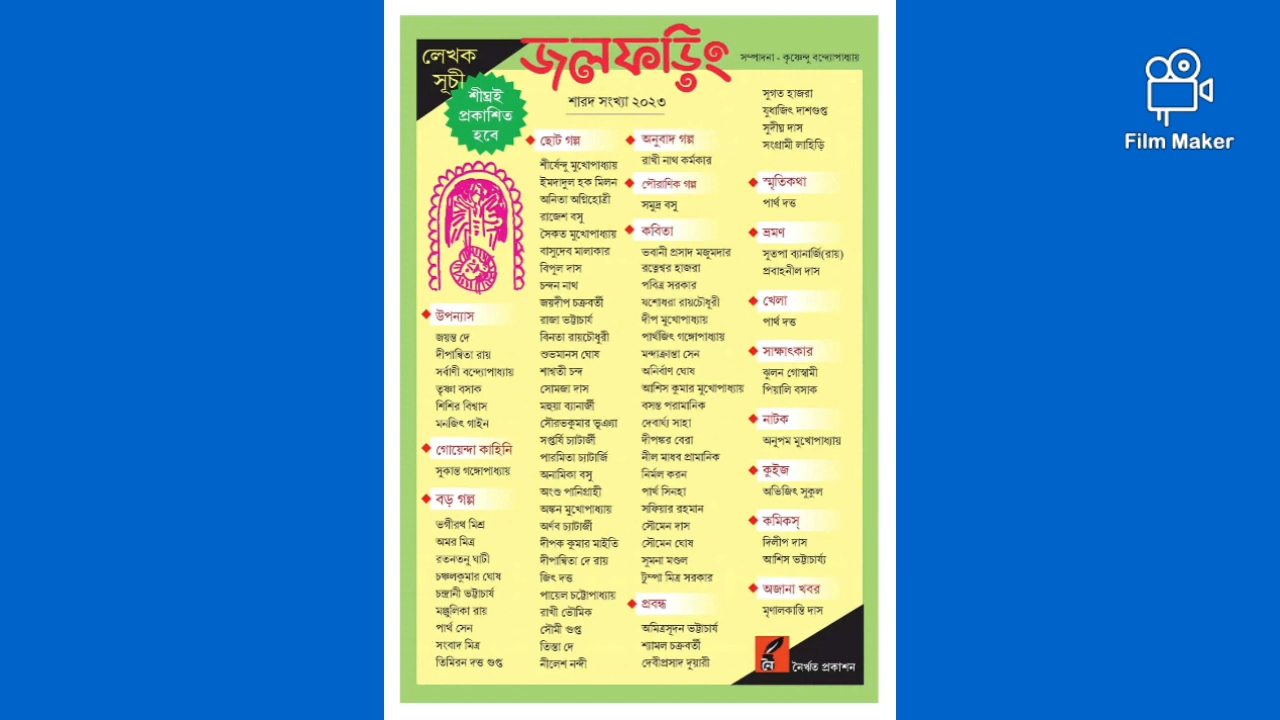 লেখক
সূচী
শীঘ্রই
প্রকাশিত
হবে
জলফড়িং
সম্পাদনা - কৃষ্ণেন্দু বন্দ্যোপাধ্যায়
শারদ সংখ্যা ২০২৩
উপন্যাস
জয়ন্ত দে
দীপান্বিতা রায়
সর্বাণী বন্দ্যোপাধ্যায়
তৃষ্ণা বসাক
শিশির বিশ্বাস
মনজিৎ গাইন
গোয়েন্দা কাহিনি
সুকান্ত গঙ্গোপাধ্যায়
বড় গল্প
ভগীরথ মিশ্র
অমর মিত্র
রতনতনু ঘাটী
চঞ্চলকুমার ঘোষ
চন্দ্রানী ভট্টাচার্য
মঞ্জুলিকা রায়
পার্থ সেন
সংবাদ মিত্র
তিমিরন দত্ত গুপ্ত
ছোট গল্প
শীর্ষেন্দু মুখোপাধ্যায়
ইমদাদুল হক মিলন
অনিতা অগ্নিহোত্রী
রাজেশ বসু
সৈকত মুখোপাধ্যায়
বাসুদেব মালাকার
বিপুল দাস
চন্দন নাথ
জয়দীপ চক্রবর্তী
রাজা ভট্টাচার্য
বিনতা রায়চৌধুরী
শুভমানস ঘোষ
শাশ্বতী চন্দ
সোমজা দাস
মহুয়া ব্যানার্জী
সৌরভকুমার ভূঞ্যা
সপ্তর্ষি চ্যাটার্জী
পারমিতা চ্যাটার্জি
অনামিকা বসু
অংশু পানিগ্রাহী
অঙ্কন মুখোপাধ্যায়
অর্ণব চ্যাটার্জী
দীপক কুমার মাইতি
দীপান্বিতা দে রায়
জিৎ দত্ত
পায়েল চট্টোপাধ্যায়
রাখী ভৌমিক
সৌমী গুপ্ত
তিস্তা দে
নীলেশ নন্দী
অনুবাদ গল্প
রাখী নাথ কর্মকার
পৌরাণিক গল্প
সমুদ্র বসু
কবিতা
ভবানী প্রসাদ মজুমদার
রত্নেশ্বর হাজরা
পবিত্র সরকার
যশোধরা রায়চৌধুরী
দীপ মুখোপাধ্যায়
পার্থজিৎ গঙ্গোপাধ্যায়
মন্দাক্রান্তা সেন
অনির্বাণ ঘোষ
আশিস কুমার মুখোপাধ্যায়
বসন্ত পরামানিক
দেবার্ঘ্য সাহা
দীপঙ্কর বেরা
নীল মাধব প্রামানিক
নির্মল করন
পার্থ সিনহা
সফিয়ার রহমান
সৌমেন দাস
সৌমেন ঘোষ
সুমনা মণ্ডল
টুম্পা মিত্র সরকার
প্রবন্ধ
অমিত্রসূদন ভট্টাচার্য
শ্যামল চক্রবর্তী
দেবীপ্রসাদ দুয়ারী
সুগত হাজরা
যুধাজিৎ দাশগুপ্ত
সুদীপ্ত দাস
সংগ্রামী লাহিড়ি
স্মৃতিকথা
পার্থ দত্ত
ভ্রমণ
সুতপা ব্যানার্জি(রায়)
প্রবাহনীল দাস
খেলা
পার্থ দত্ত
সাক্ষাৎকার
ঝুলন গোস্বামী
পিয়ালি বসাক
নাটক
অনুপম মুখোপাধ্যায়
কুইজ
অভিজিৎ সুকুল
কমিকস্
দিলীপ দাস
আশিস ভট্টাচার্য্য
অজানা খবর
মৃণালকান্তি দাস
নৈ
নৈর্ঋত প্রকাশন
Film Maker